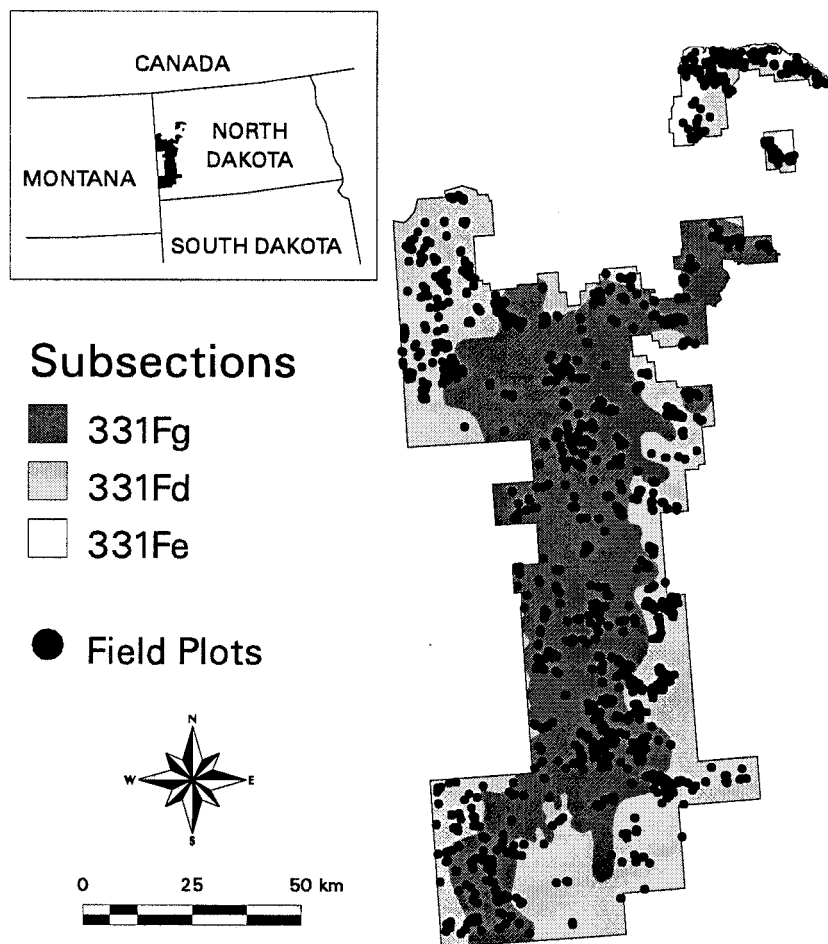 CANADA
NORTH
DAKOTA
MONTANA
SOUTH DAKOTA
Subsections
331Fg
331Fd
331Fe
Field Plots
N
W E
S
0 25 50 km